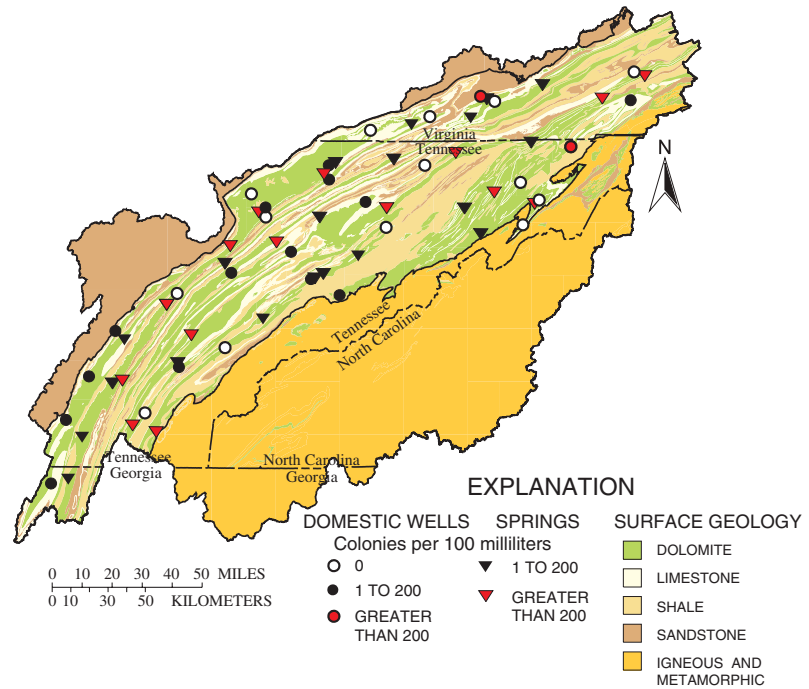 Virginia
Tennessee
N
Tennessee
North Carolina
Tennessee
Georgia
North Carolina
Georgia
EXPLANATION
DOMESTIC WELLS
SPRINGS
SURFACE GEOLOGY
Colonies per 100 milliliters
0
1 TO 200
GREATER
THAN 200
1 TO 200
GREATER
THAN 200
DOLOMITE
LIMESTONE
SHALE
SANDSTONE
IGNEOUS AND
METAMORPHIC
0 10 20 30 40 50 MILES
0 10 30 50 KILOMETERS